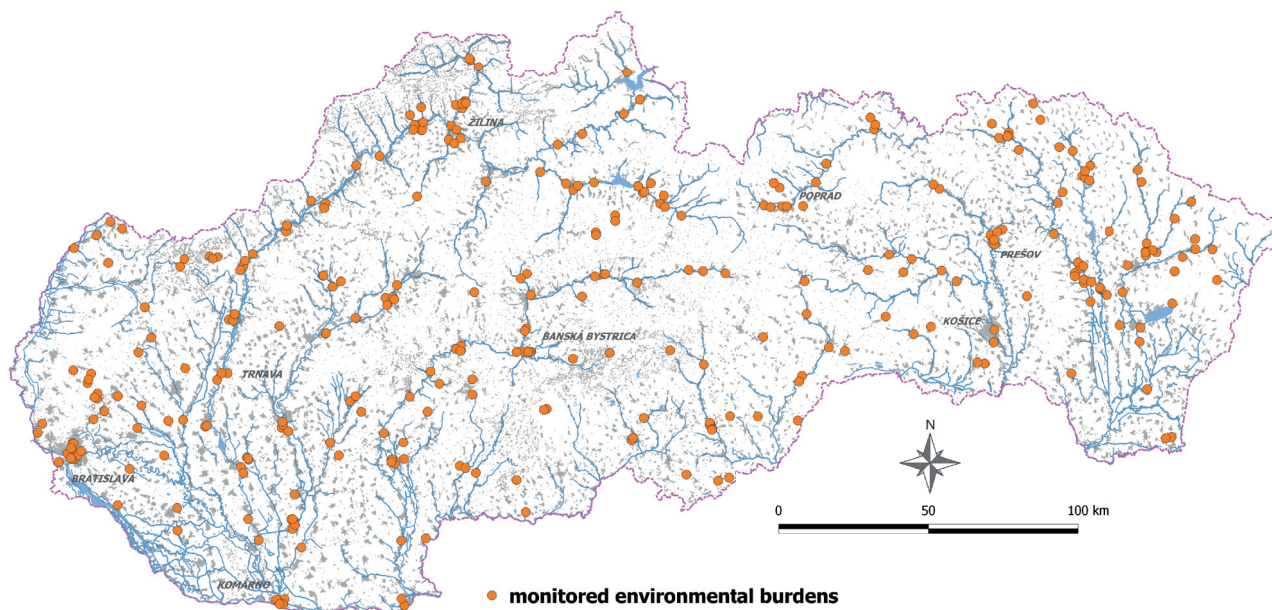 ŽILINA
POPRAD
PREŠOV
KOŠICE
BANSKÁ BYSTRICA
TRNAVA
N
BRATISLAVA
0 50 100 km
KOMÁRNO
monitored environmental burdens